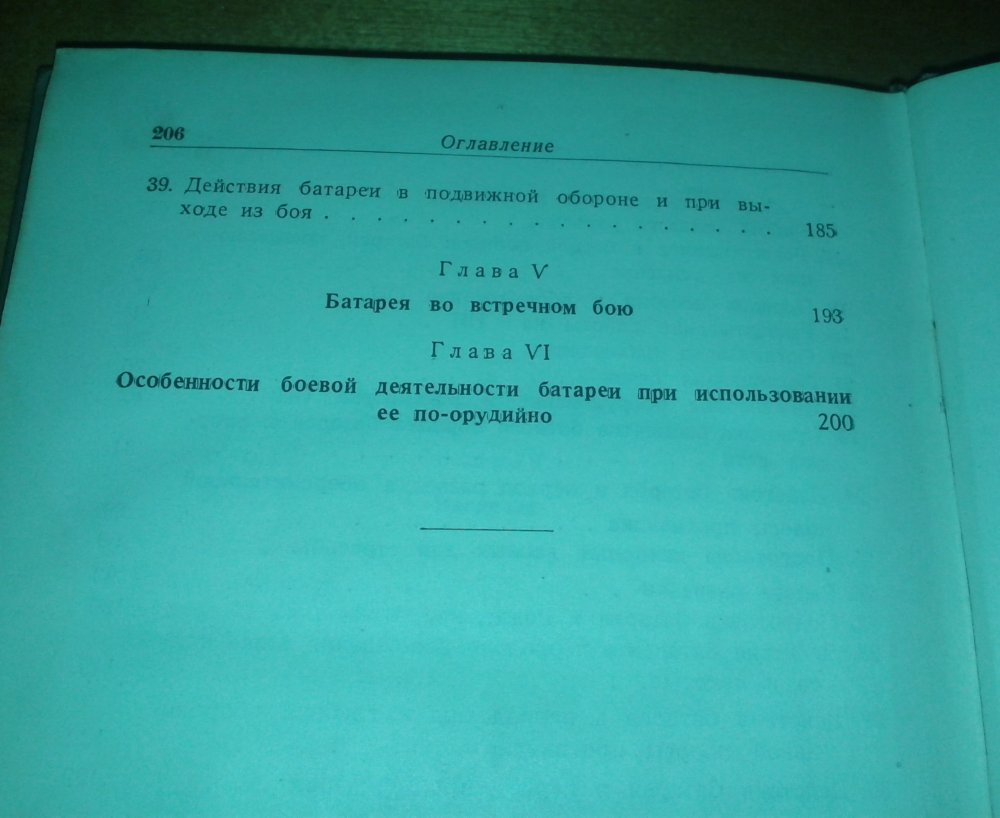 206
Оглавление
39. Действия батареи в подвижной обороне и при вы-
ходе из боя . . . . . . . . . . . . . . . . . . 185
Глава V
Батарея во встречном бою 193
Глава VI
Особенности боевой деятельности батареи при использовании
ее по-орудийно 200